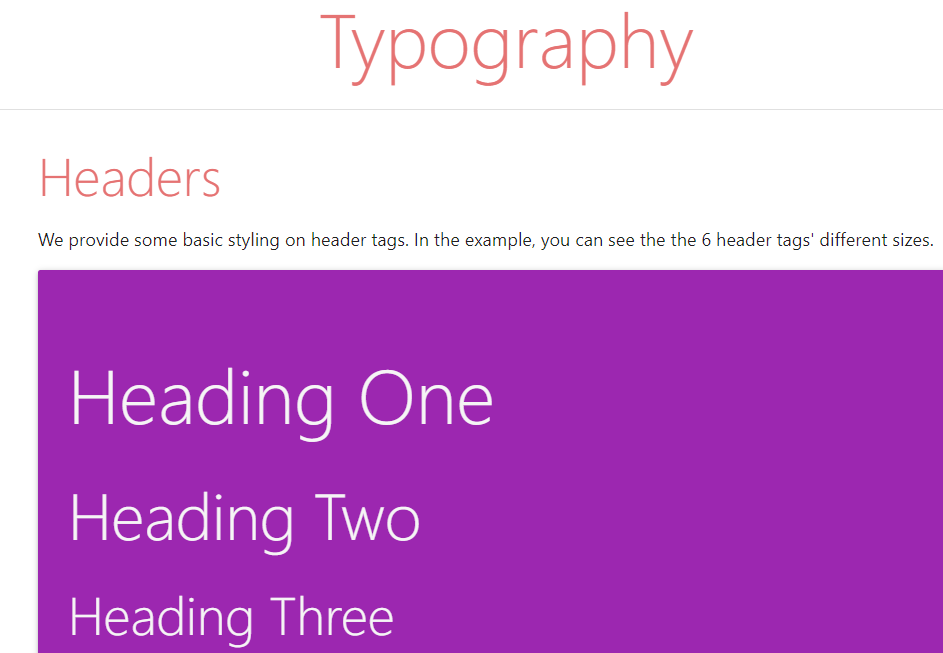 Typography
Headers
We provide some basic styling on header tags. In the example, you can see the the 6 header tags' different sizes.
Heading One
Heading Two
Heading Three